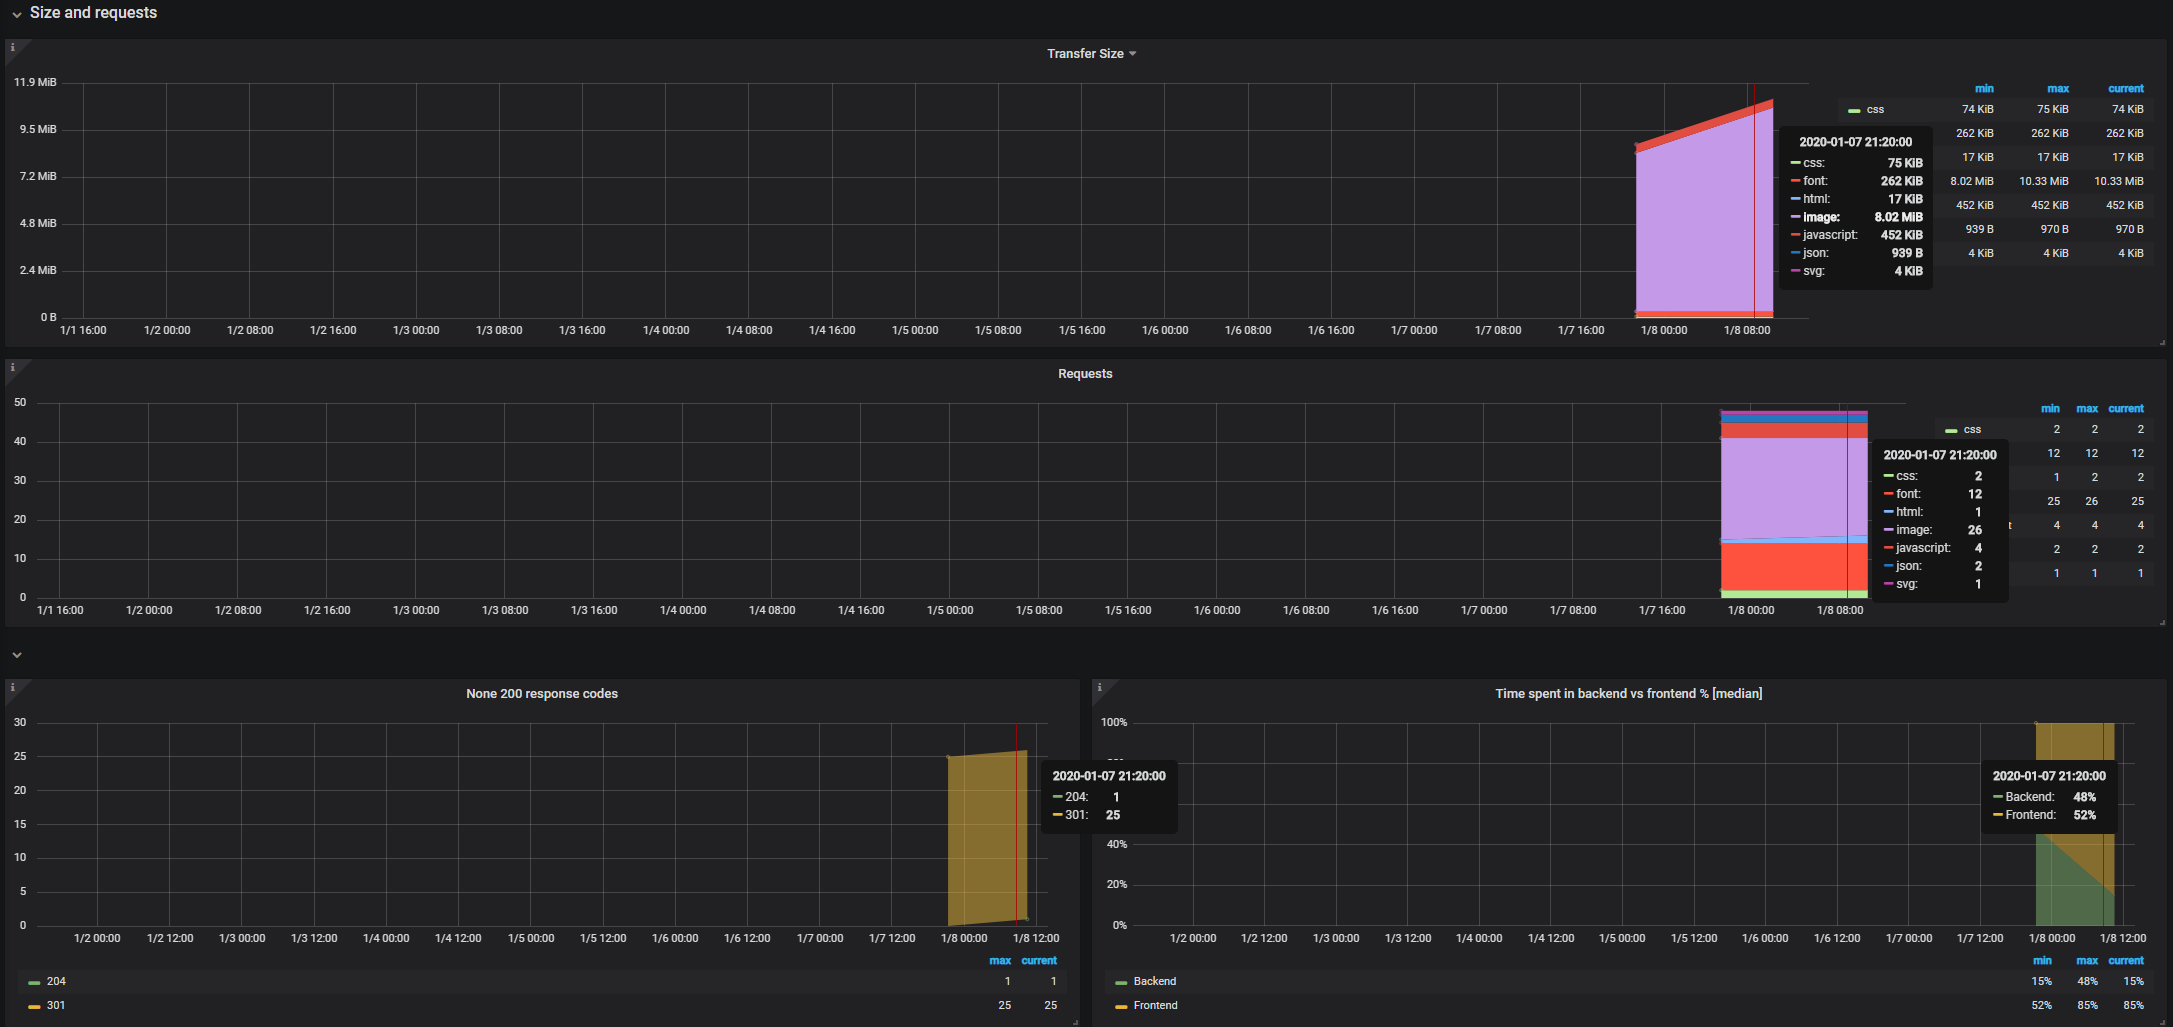 Size and requests
Transfer Size
11.9 MiB
9.5 MiB
7.2 MiB
4.8 MiB
2.4 MiB
0 B
1/1 16:00 1/2 00:00 1/2 08:00 1/2 16:00 1/3 00:00 1/3 08:00 1/3 16:00 1/4 00:00 1/4 08:00 1/4 16:00 1/5 00:00 1/5 08:00 1/5 16:00 1/6 00:00 1/6 08:00 1/6 16:00 1/7 00:00 1/7 08:00 1/7 16:00 1/8 00:00 1/8 08:00
min max current
css 74 KiB 75 KiB 74 KiB
262 KiB 262 KiB 262 KiB
17 KiB 17 KiB 17 KiB
8.02 MiB 10.33 MiB 10.33 MiB
452 KiB 452 KiB 452 KiB
939 B 970 B 970 B
4 KiB 4 KiB 4 KiB
2020-01-07 21:20:00
css: 75 KiB
font: 262 KiB
html: 17 KiB
image: 8.02 MiB
javascript: 452 KiB
json: 939 B
svg: 4 KiB
Requests
50
40
30
20
10
0
1/1 16:00 1/2 00:00 1/2 08:00 1/2 16:00 1/3 00:00 1/3 08:00 1/3 16:00 1/4 00:00 1/4 08:00 1/4 16:00 1/5 00:00 1/5 08:00 1/5 16:00 1/6 00:00 1/6 08:00 1/6 16:00 1/7 00:00 1/7 08:00 1/7 16:00 1/8 00:00 1/8 08:00
min max current
css 2 2 2
12 12 12
1 2 2
25 26 25
t 4 4 4
2 2 2
1 1 1
2020-01-07 21:20:00
css: 2
font: 12
html: 1
image: 26
javascript: 4
json: 2
svg: 1
None 200 response codes
30
25
20
15
10
5
0
1/2 00:00 1/2 12:00 1/3 00:00 1/3 12:00 1/4 00:00 1/4 12:00 1/5 00:00 1/5 12:00 1/6 00:00 1/6 12:00 1/7 00:00 1/7 12:00 1/8 00:00 1/8 12:00
2020-01-07 21:20:00
204: 1
301: 25
max current
204 1 1
301 25 25
Time spent in backend vs frontend % [median]
100%
40%
20%
0%
1/2 00:00 1/2 12:00 1/3 00:00 1/3 12:00 1/4 00:00 1/4 12:00 1/5 00:00 1/5 12:00 1/6 00:00 1/6 12:00 1/7 00:00 1/7 12:00 1/8 00:00 1/8 12:00
2020-01-07 21:20:00
Backend: 48%
Frontend: 52%
min max current
Backend 15% 48% 15%
Frontend 52% 85% 85%